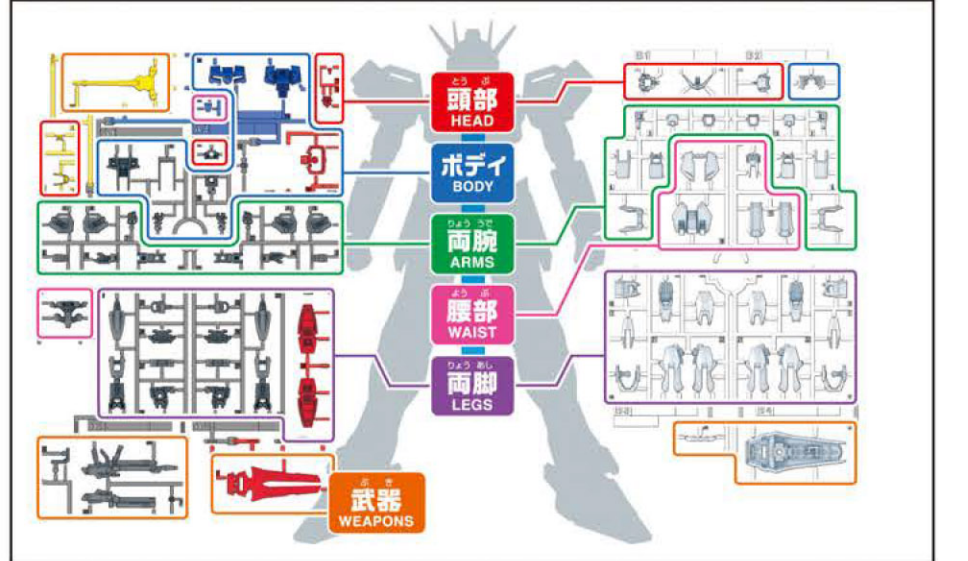 とう ぶ
頭部
HEAD
ボディ
BODY
りょう うで
両腕
ARMS
よう ぶ
腰部
WAIST
りょう あし
両脚
LEGS
ぶ き
武器
WEAPONS